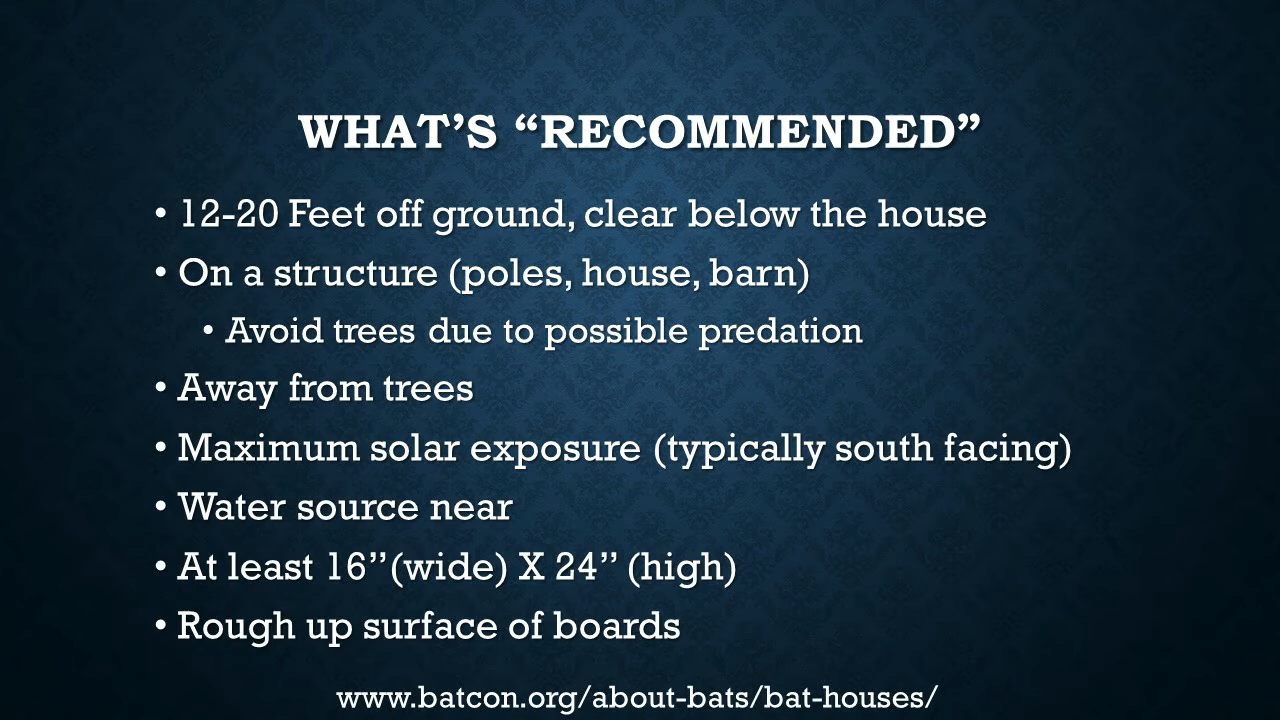 WHAT’S “RECOMMENDED”
• 12-20 Feet off ground, clear below the house
• On a structure (poles, house, barn)
• Avoid trees due to possible predation
• Away from trees
• Maximum solar exposure (typically south facing)
• Water source near
• At least 16”(wide) X 24” (high)
• Rough up surface of boards
www.batcon.org/about-bats/bat-houses/